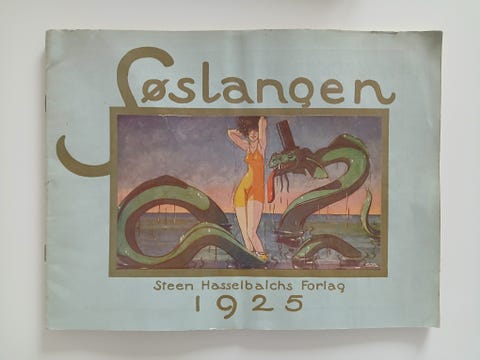 Søslangen
Steen Hasselbalchs Forlag
1925